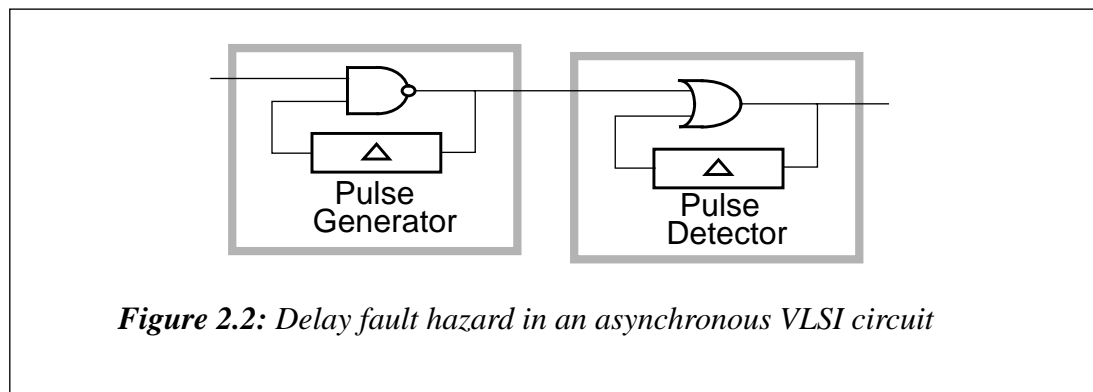 Δ
Pulse
Generator
Δ
Pulse
Detector
Figure 2.2: Delay fault hazard in an asynchronous VLSI circuit